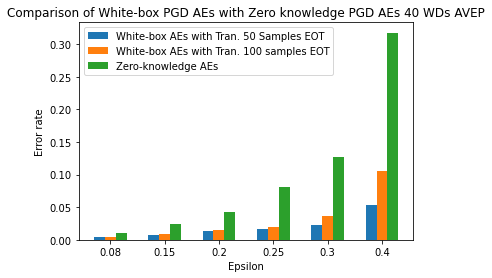 Comparison of White-box PGD AEs with Zero knowledge PGD AEs 40 WDs AVEP
White-box AEs with Tran. 50 Samples EOT
White-box AEs with Tran. 100 samples EOT
Zero-knowledge AEs
0.30
0.25
0.20
0.15
0.10
0.05
0.00
Error rate
0.08 0.15 0.2 0.25 0.3 0.4
Epsilon